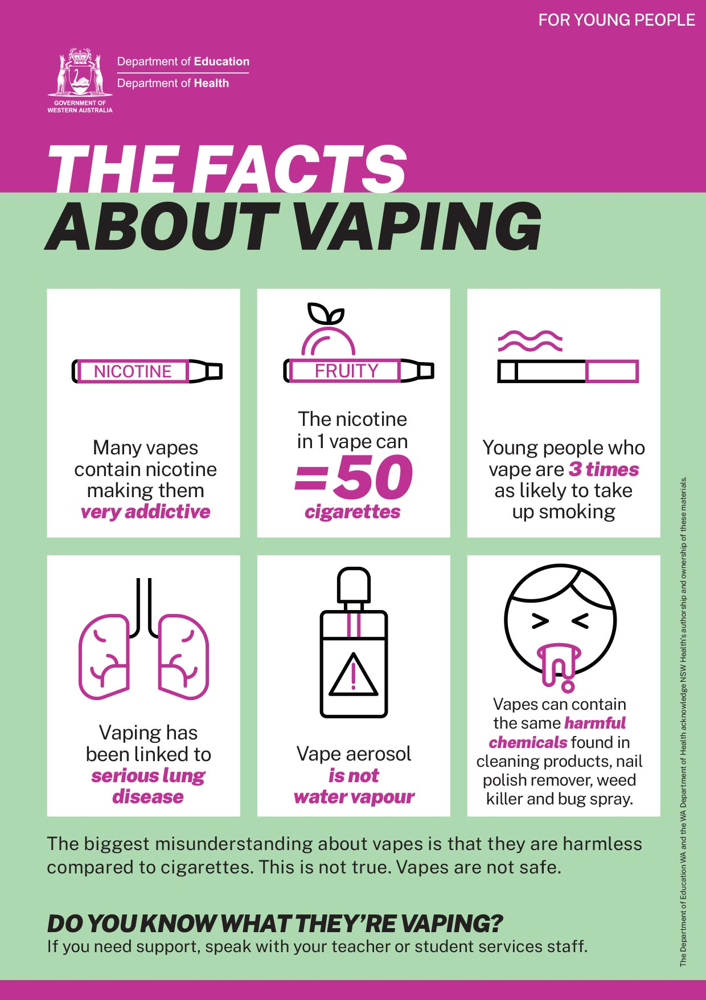 FOR YOUNG PEOPLE
Department of Education
Department of Health
GOVERNMENT OF
WESTERN AUSTRALIA
THE FACTS
ABOUT VAPING
NICOTINE
Many vapes
contain nicotine
making them
very addictive
FRUITY
The nicotine
in 1 vape can
=50
cigarettes
Young people who
vape are 3 times
as likely to take
up smoking
Vaping has
been linked to
serious lung
disease
Vape aerosol
is not
water vapour
Vapes can contain
the same harmful
chemicals found in
cleaning products, nail
polish remover, weed
killer and bug spray.
The biggest misunderstanding about vapes is that they are harmless
compared to cigarettes. This is not true. Vapes are not safe.
DO YOU KNOW WHAT THEY'RE VAPING?
If you need support, speak with your teacher or student services staff.
The Department of Education WA and the WA Department of Health acknowledge NSW Health's authorship and ownership of these materials.